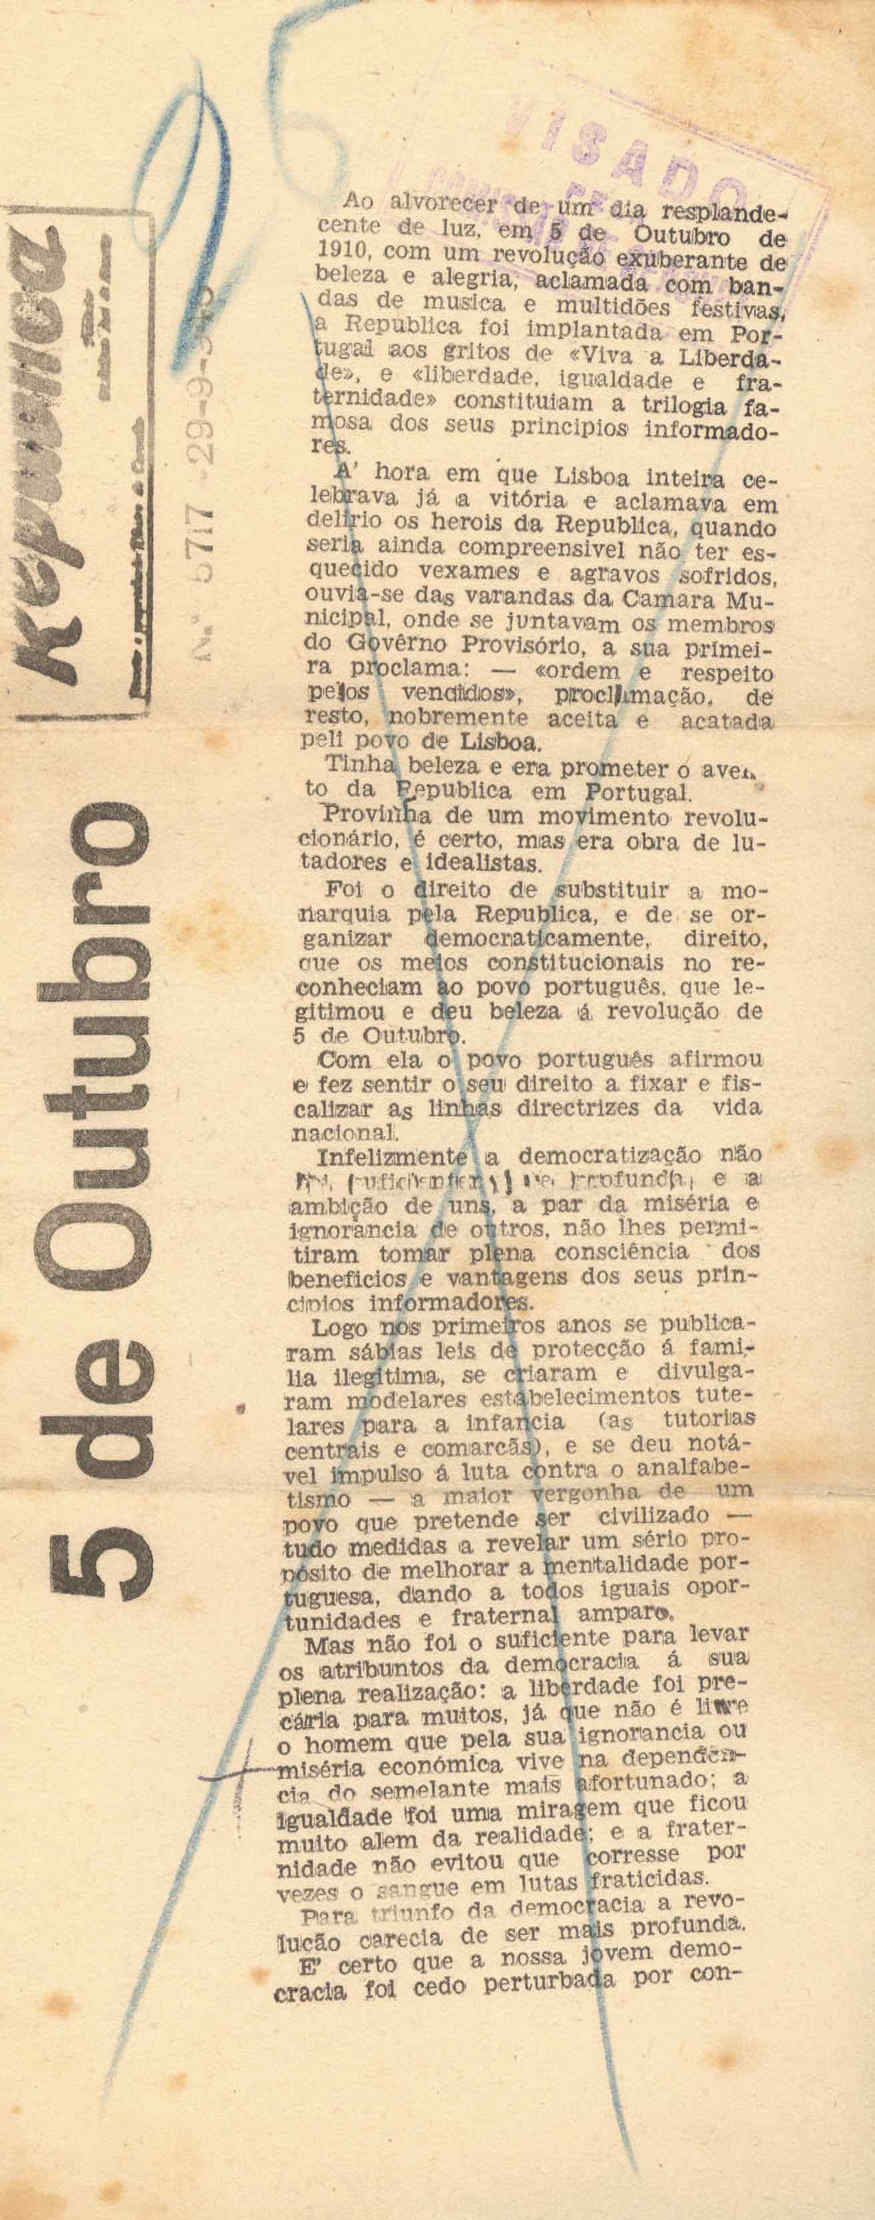 VISADO
República
N.º 5717 -29-9-946
5 de Outubro
Ao alvorecer de um dia resplande-
cente de luz, em 5 de Outubro de
1910, com um revolução exuberante de
beleza e alegria, aclamada com ban-
das de musica e multidões festivas,
a Republica foi implantada em Por-
tugal aos gritos de «Viva a Liberda-
de», e «liberdade, igualdade e fra-
ternidade» constituiam a trilogia fa-
mosa dos seus principios informado-
res.
A' hora em que Lisboa inteira ce-
lebrava já a vitória e aclamava em
delirio os herois da Republica, quando
seria ainda compreensivel não ter es-
quecido vexames e agravos sofridos,
ouvia-se das varandas da Camara Mu-
nicipal, onde se juntavam os membros
do Govêrno Provisório, a sua primei-
ra proclama: — «ordem e respeito
pelos vencidos», proclamação, de
resto, nobremente aceita e acatada
peli povo de Lisboa.
Tinha beleza e era prometer o aven
to da Republica em Portugal.
Provinha de um movimento revolu-
cionário, é certo, mas era obra de lu-
tadores e idealistas.
Foi o direito de substituir a mo-
narquia pela Republica, e de se or-
ganizar democraticamente, direito,
que os meios constitucionais no re-
conheciam ao povo português, que le-
gitimou e deu beleza á revolução de
5 de Outubro.
Com ela o povo português afirmou
e fez sentir o seu direito a fixar e fis-
calizar as linhas directrizes da vida
nacional.
Infelizmente a democratização não
e a
ambição de uns, a par da miséria e
ignorancia de outros, não lhes permi-
tiram tomar plena consciência dos
beneficios e vantagens dos seus prin-
cipios informadores.
Logo nos primeiros anos se publica-
ram sábias leis de protecção á fami-
lia ilegitima, se criaram e divulga-
ram modelares estabelecimentos tute-
lares para a infancia (as tutorias
centrais e comarcãs), e se deu notá-
vel impulso á luta contra o analfabe-
tismo — a maior vergonha de um
povo que pretende ser civilizado —
tudo medidas a revelar um sério pro-
pósito de melhorar a mentalidade por-
tuguesa, dando a todos iguais opor-
tunidades e fraternal amparo.
Mas não foi o suficiente para levar
os atribuntos da democracia á sua
plena realização: a liberdade foi pre-
cária para muitos, já que não é livre
o homem que pela sua ignorancia ou
miséria económica vive na dependên-
cia do semelante mais afortunado; a
igualdade foi uma miragem que ficou
muito alem da realidade; e a frater-
nidade não evitou que corresse por
vezes o sangue em lutas fraticidas.
Para triunfo da democracia a revo-
lução carecia de ser mais profunda.
E' certo que a nossa jovem demo-
cracia foi cedo perturbada por con-